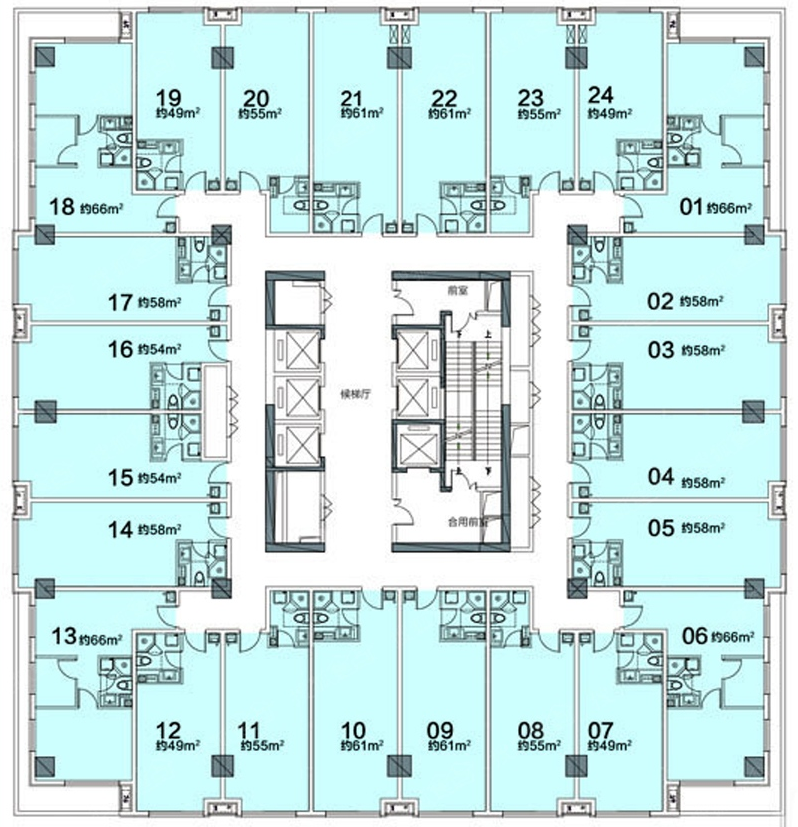 19
约49m²
20
约55m²
21
约61m²
22
约61m²
23
约55m²
24
约49m²
18 约66m²
01 约66m²
17 约58m²
02 约58m²
16 约54m²
03 约58m²
15 约54m²
04 约58m²
14 约58m²
05 约58m²
13 约66m²
06 约66m²
前室
上
下
候梯厅
上
下
合用前室
12
约49m²
11
约55m²
10
约61m²
09
约61m²
08
约55m²
07
约49m²